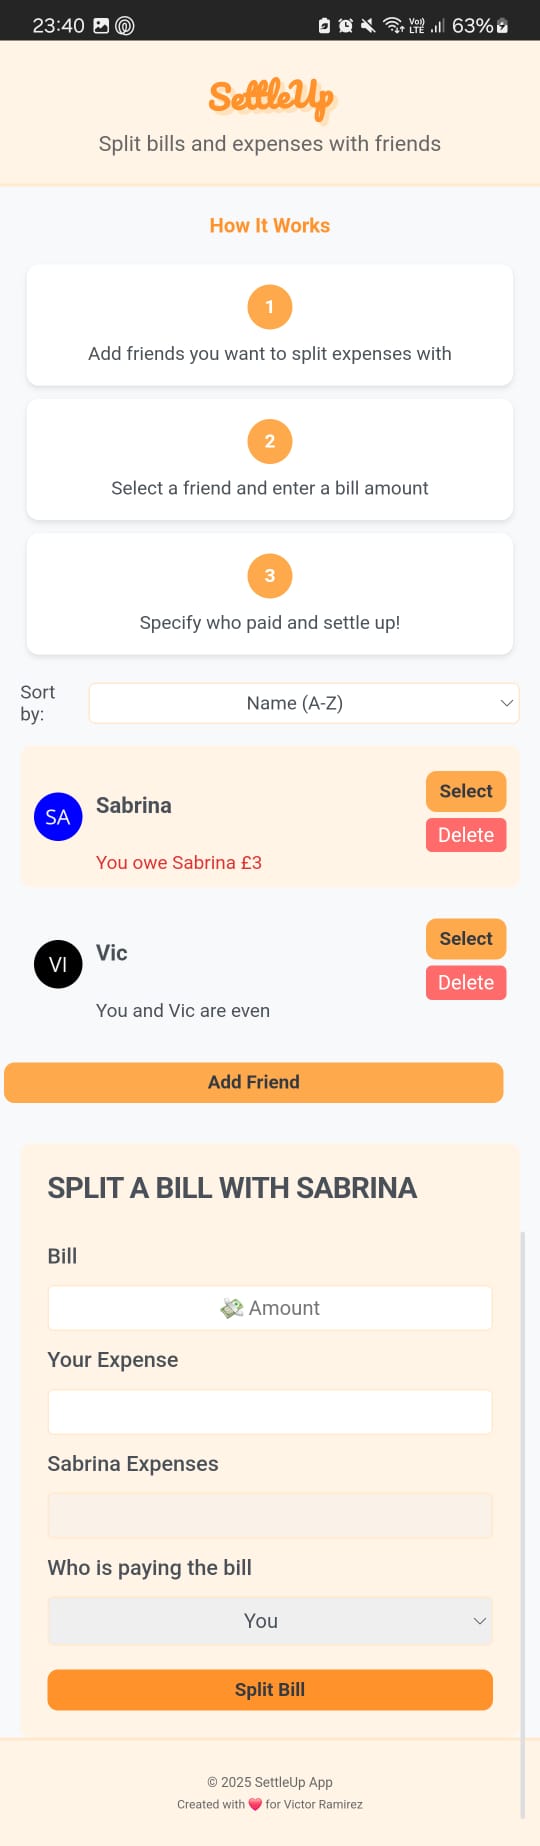 23:40
Vo)) LTE 63%
SettleUp
Split bills and expenses with friends
How It Works
1
Add friends you want to split expenses with
2
Select a friend and enter a bill amount
3
Specify who paid and settle up!
Sort by:
Name (A-Z)
SA
Sabrina
Select
Delete
You owe Sabrina £3
VI
Vic
Select
Delete
You and Vic are even
Add Friend
SPLIT A BILL WITH SABRINA
Bill
💸 Amount
Your Expense
Sabrina Expenses
Who is paying the bill
You
Split Bill
© 2025 SettleUp App
Created with ❤️ for Victor Ramirez